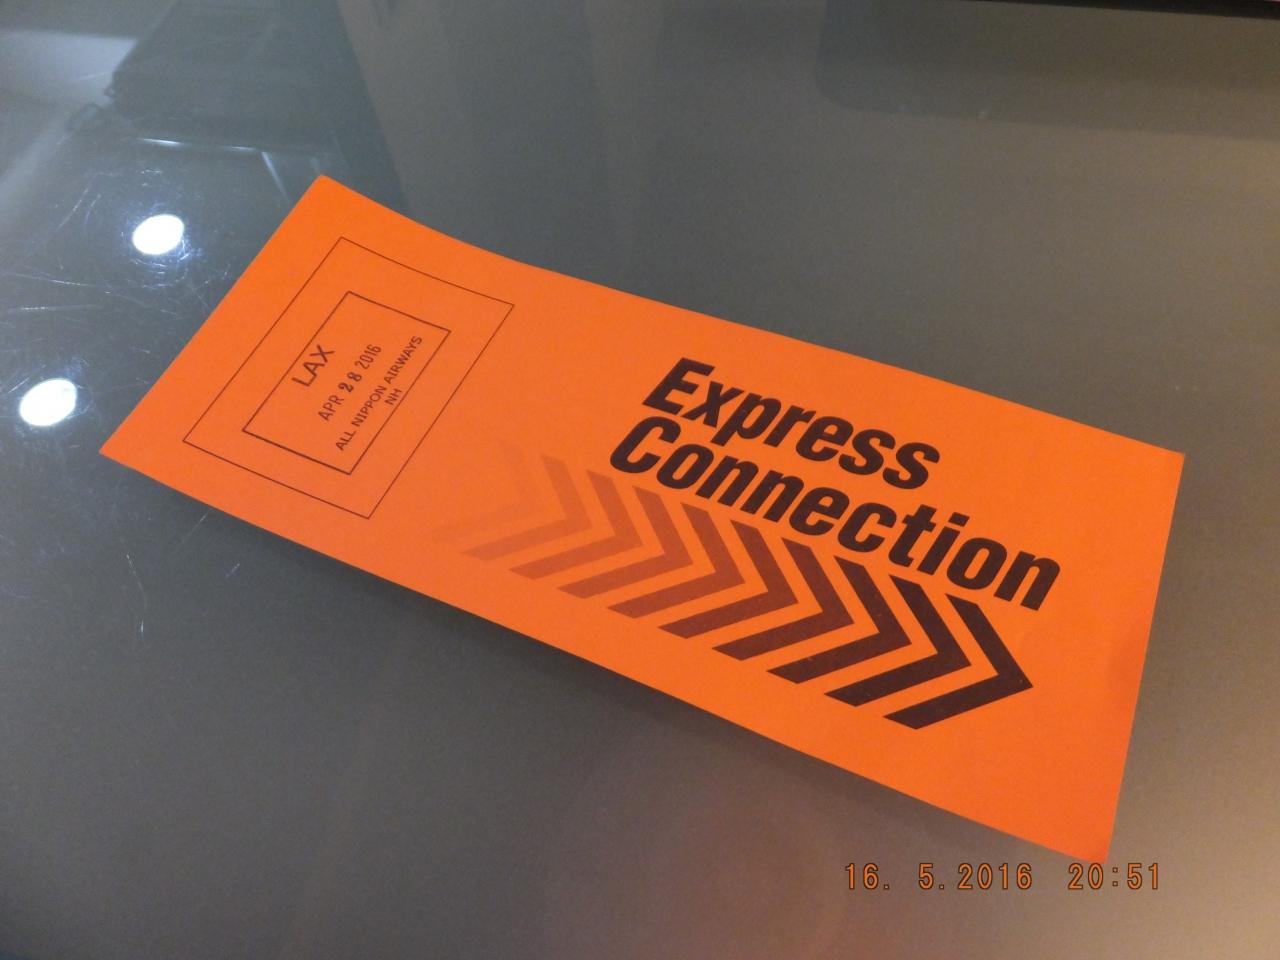 LAX
APR 28 2016
ALL NIPPON AIRWAYS
NH
Express
Connection
16. 5.2016 20:51